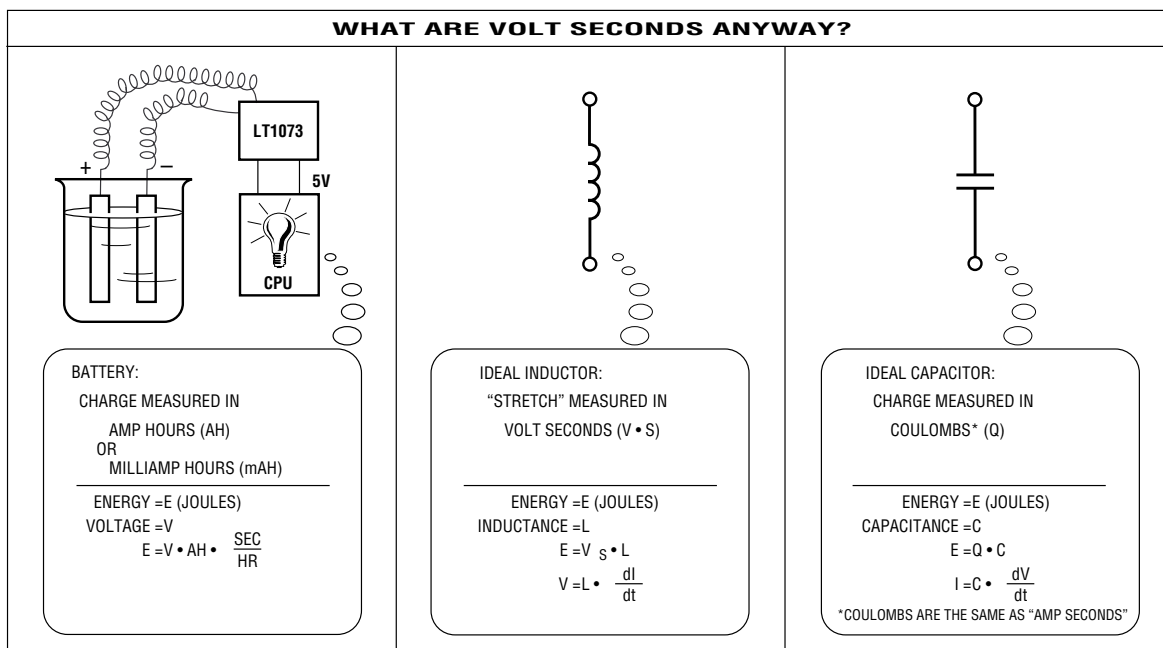 WHAT ARE VOLT SECONDS ANYWAY?
LT1073
+
–
5V
CPU
BATTERY:
CHARGE MEASURED IN
AMP HOURS (AH)
OR
MILLIAMP HOURS (mAH)
ENERGY =E (JOULES)
VOLTAGE =V
E =V • AH • SEC
HR
IDEAL INDUCTOR:
“STRETCH” MEASURED IN
VOLT SECONDS (V • S)
ENERGY =E (JOULES)
INDUCTANCE =L
E =V S • L
V =L • dI
dt
IDEAL CAPACITOR:
CHARGE MEASURED IN
COULOMBS* (Q)
ENERGY =E (JOULES)
CAPACITANCE =C
E =Q • C
I =C • dV
dt
*COULOMBS ARE THE SAME AS “AMP SECONDS”